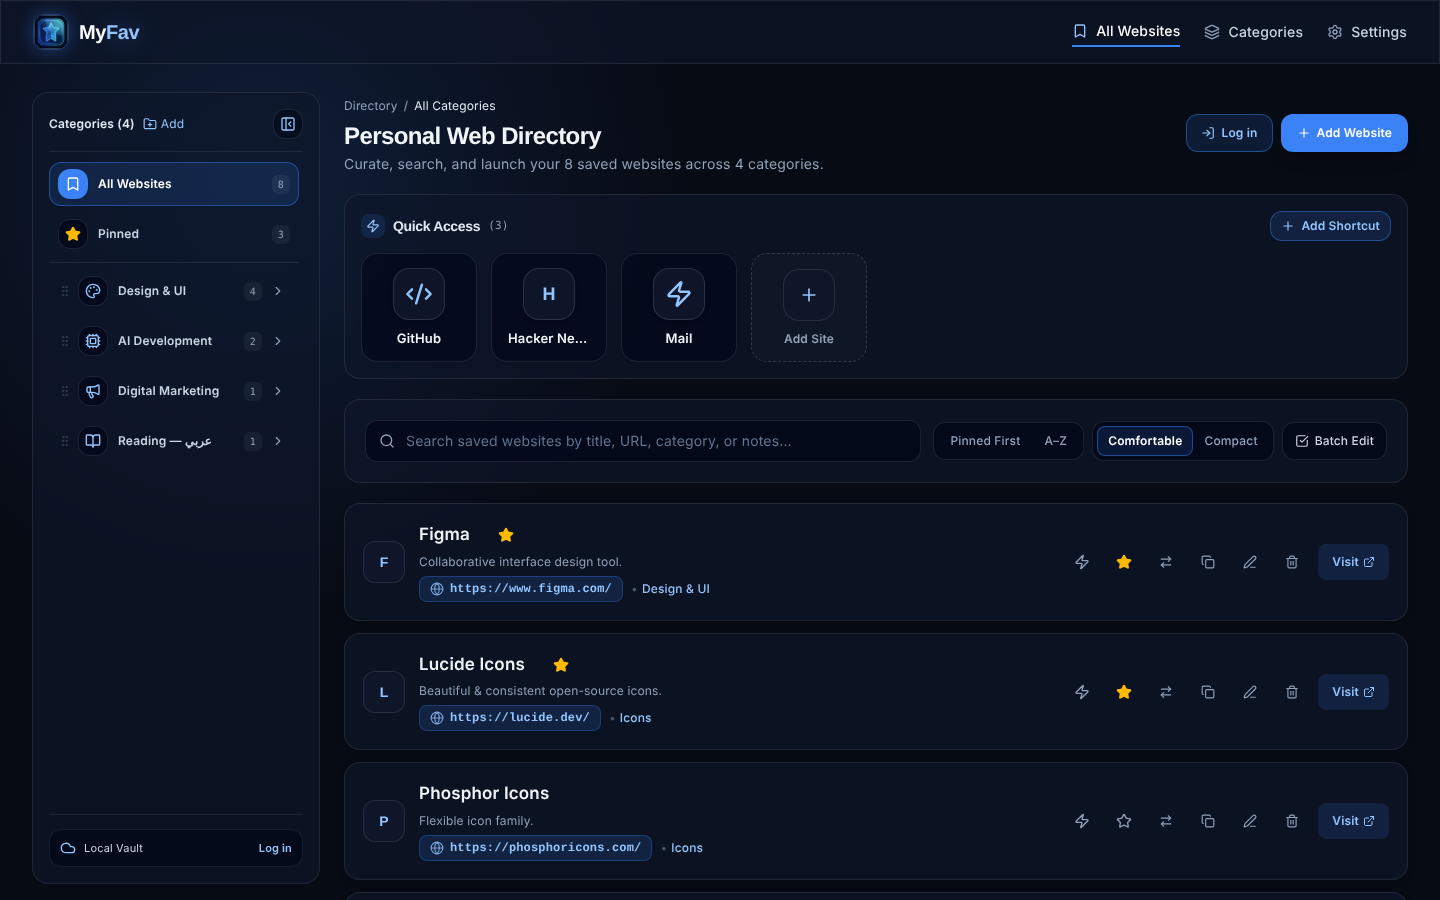 MyFav
All Websites
Categories
Settings
Categories (4)
Add
All Websites
8
Pinned
3
Design & UI
4
AI Development
2
Digital Marketing
1
Reading — عربي
1
Local Vault
Log in
Directory / All Categories
Personal Web Directory
Curate, search, and launch your 8 saved websites across 4 categories.
Log in
Add Website
Quick Access (3)
Add Shortcut
GitHub
H
Hacker Ne...
Mail
Add Site
Search saved websites by title, URL, category, or notes...
Pinned First
A–Z
Comfortable
Compact
Batch Edit
F
Figma
Collaborative interface design tool.
https://www.figma.com/
• Design & UI
Visit
L
Lucide Icons
Beautiful & consistent open-source icons.
https://lucide.dev/
• Icons
Visit
P
Phosphor Icons
Flexible icon family.
https://phosphoricons.com/
• Icons
Visit